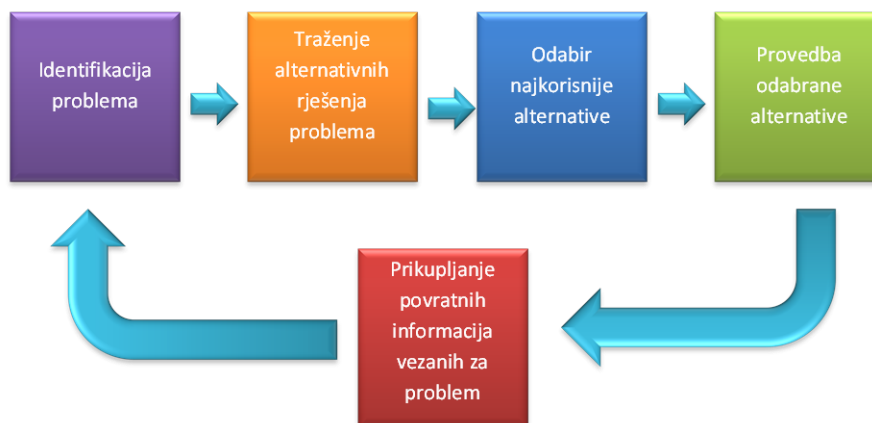 Identifikacija
problema
Traženje
alternativnih
rješenja
problema
Odabir
najkorisnije
alternative
Provedba
odabrane
alternative
Prikupljanje
povratnih
informacija
vezanih za
problem